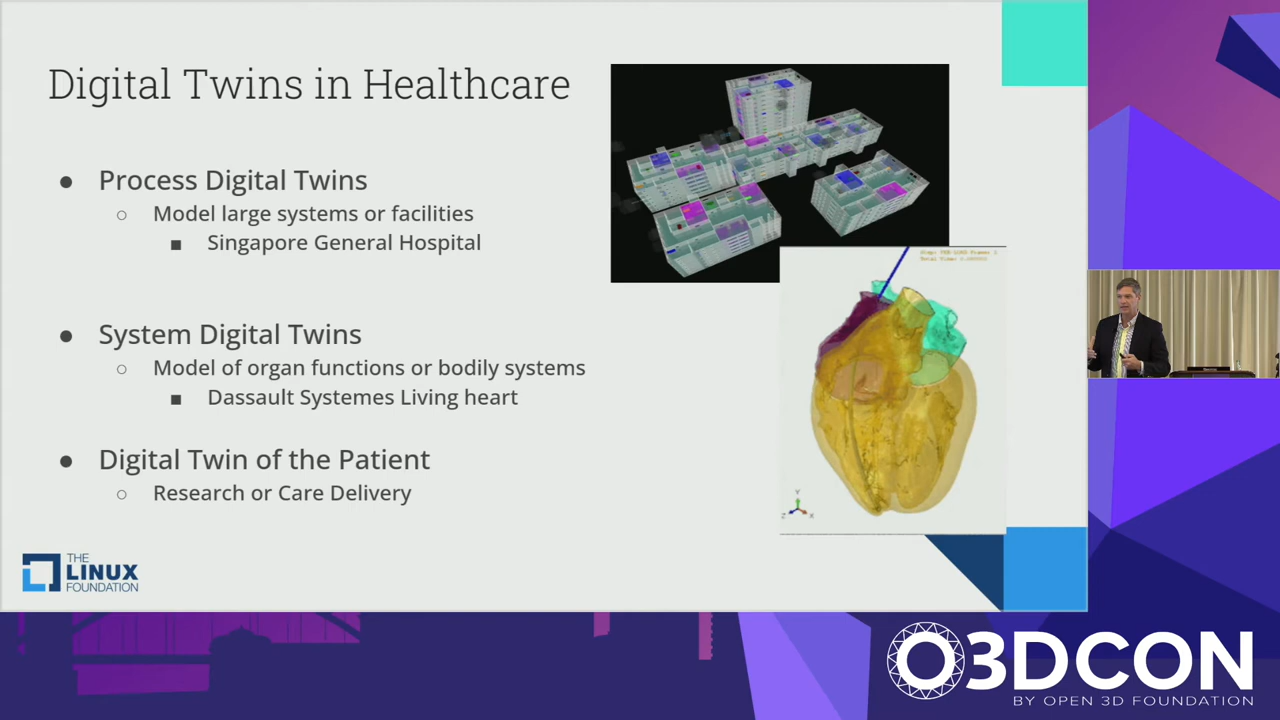 Digital Twins in Healthcare
● Process Digital Twins
○ Model large systems or facilities
■ Singapore General Hospital
● System Digital Twins
○ Model of organ functions or bodily systems
■ Dassault Systemes Living heart
● Digital Twin of the Patient
○ Research or Care Delivery
Y
Z
X
THE
LINUX
FOUNDATION
O3DCON
BY OPEN 3D FOUNDATION